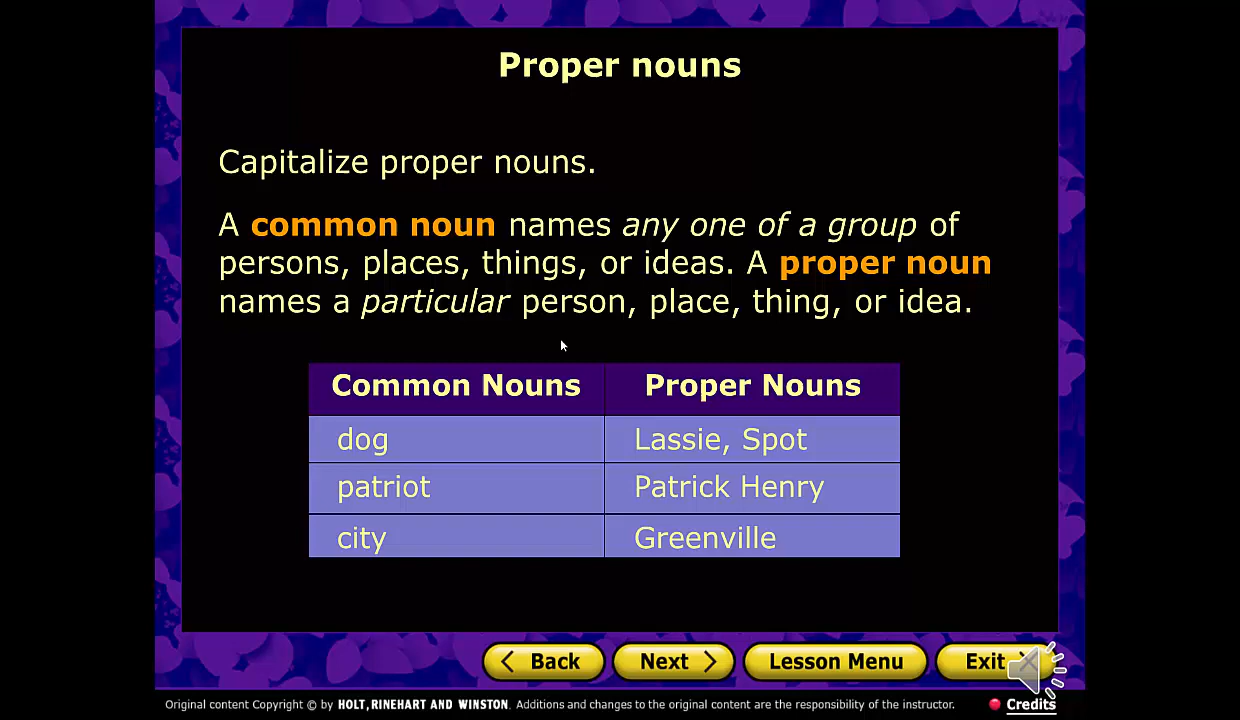 Proper nouns
Capitalize proper nouns.
A common noun names any one of a group of
persons, places, things, or ideas. A proper noun
names a particular person, place, thing, or idea.
Common Nouns Proper Nouns
dog Lassie, Spot
patriot Patrick Henry
city Greenville
Back Next Lesson Menu Exit
Original content Copyright © by HOLT, RINEHART AND WINSTON. Additions and changes to the original content are the responsibility of the instructor. Credits